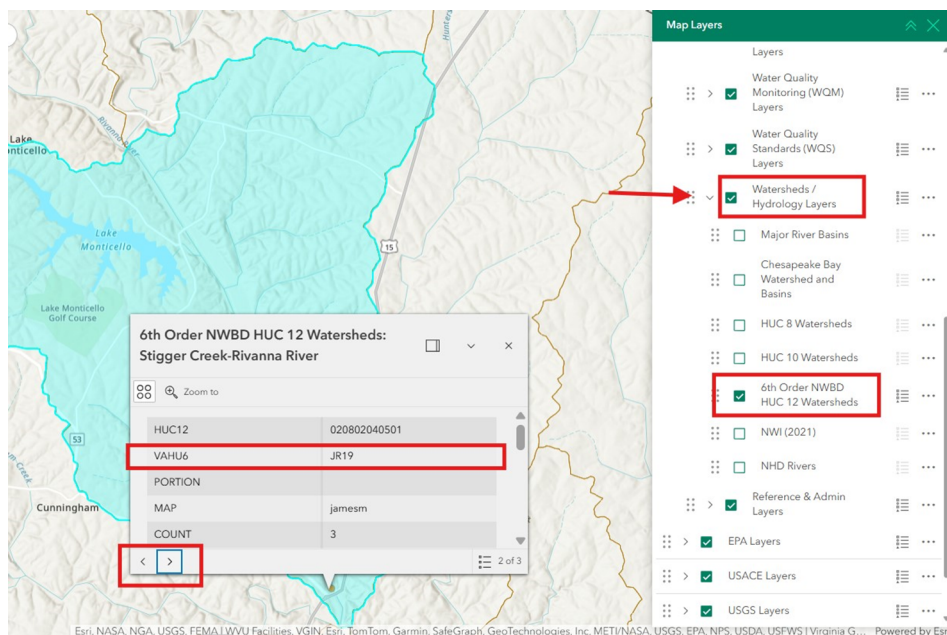 Map Layers
Layers
Water Quality
Monitoring (WQM)
Layers
Water Quality
Standards (WQS)
Layers
Watersheds /
Hydrology Layers
Major River Basins
Chesapeake Bay
Watershed and
Basins
HUC 8 Watersheds
HUC 10 Watersheds
6th Order NWBD
HUC 12 Watersheds
NWI (2021)
NHD Rivers
Reference & Admin
Layers
EPA Layers
USACE Layers
USGS Layers
Rivanna River
Lake
Lake
Monticello
15
Lake Monticello
Golf Course
53
Creek
Cunningham
6th Order NWBD HUC 12 Watersheds:
Stigger Creek-Rivanna River
Zoom to
HUC12 020802040501
VAHU6 JR19
PORTION
MAP jamesm
COUNT 3
2 of 3
Esri, NASA, NGA, USGS, FEMA | WVU Facilities, VGIN, Esri, TomTom, Garmin, SafeGraph, GeoTechnologies, Inc, METI/NASA, USGS, EPA, NPS, USDA, USFWS | Virginia G... Powered by